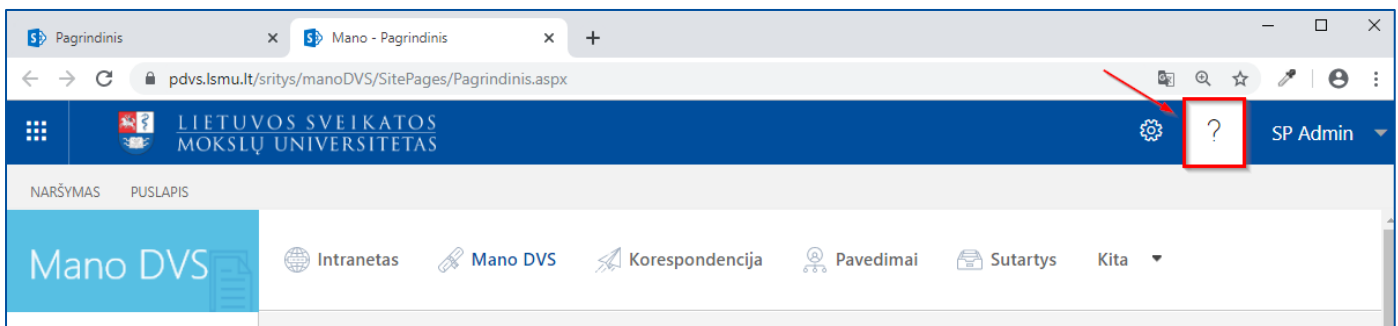 Pagrindinis
Mano - Pagrindinis
pdvs.lsmu.lt/sritys/manoDVS/SitePages/Pagrindinis.aspx
LIETUVOS SVEIKATOS
MOKSLŲ UNIVERSITETAS
?
SP Admin
NARŠYMAS PUSLAPIS
Mano DVS
Intranetas Mano DVS Korespondencija Pavedimai Sutartys Kita